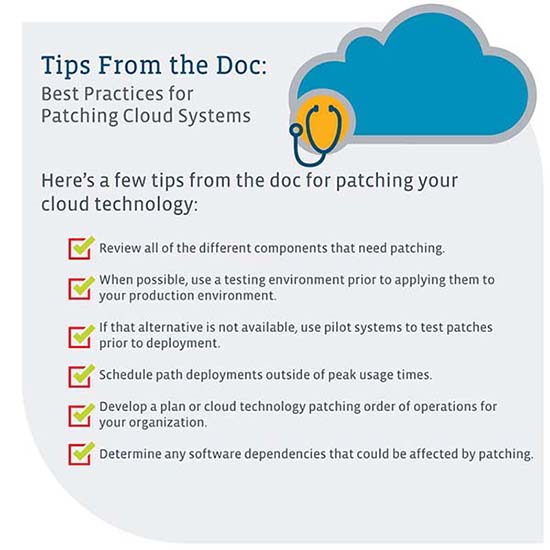 Tips From the Doc:
Best Practices for
Patching Cloud Systems
Here's a few tips from the doc for patching your
cloud technology:
Review all of the different components that need patching.
When possible, use a testing environment prior to applying them to
your production environment.
If that alternative is not available, use pilot systems to test patches
prior to deployment.
Schedule path deployments outside of peak usage times.
Develop a plan or cloud technology patching order of operations for
your organization.
Determine any software dependencies that could be affected by patching.